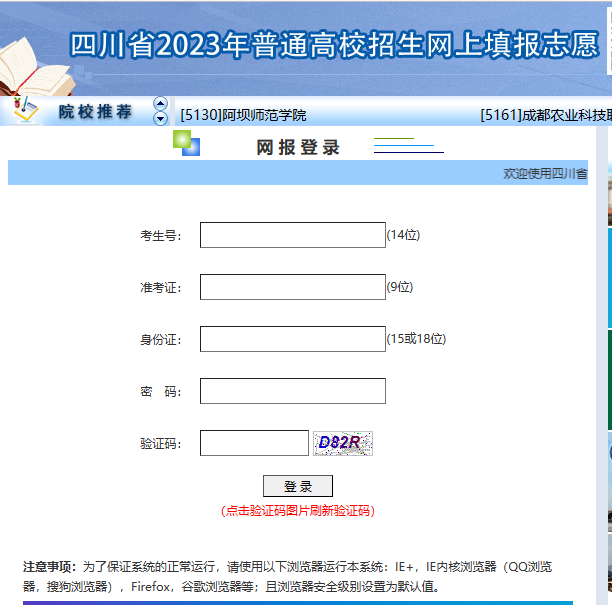 四川省2023年普通高校招生网上填报志愿
院校推荐 [5130]阿坝师范学院 [5161]成都农业科技
网报登录
欢迎使用四川省
考生号： (14位)
准考证： (9位)
身份证： (15或18位)
密 码：
验证码： D82R
登 录
(点击验证码图片刷新验证码)
注意事项：为了保证系统的正常运行，请使用以下浏览器运行本系统：IE+，IE内核浏览器（QQ浏览
器，搜狗浏览器），Firefox，谷歌浏览器等；且浏览器安全级别设置为默认值。